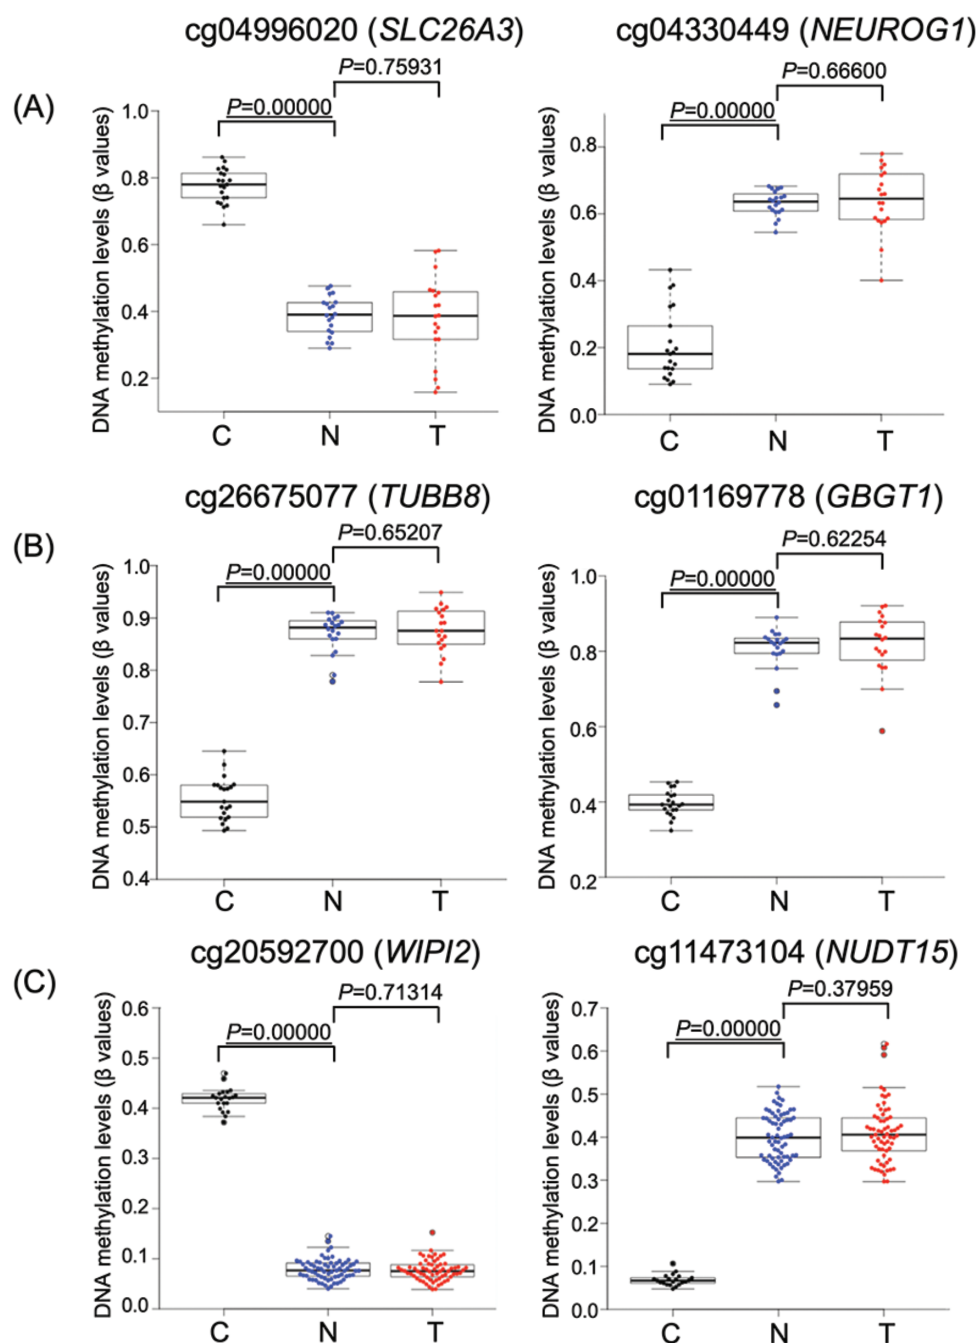 cg04996020 (SLC26A3)
cg04330449 (NEUROG1)
(A)
P=0.75931
P=0.00000
DNA methylation levels (β values)
1.0
0.8
0.6
0.4
0.2
C N T
P=0.66600
P=0.00000
DNA methylation levels (β values)
0.8
0.6
0.4
0.2
0.0
C N T
cg26675077 (TUBB8)
cg01169778 (GBGT1)
(B)
P=0.65207
P=0.00000
DNA methylation levels (β values)
1.0
0.9
0.8
0.7
0.6
0.5
0.4
C N T
P=0.62254
P=0.00000
DNA methylation levels (β values)
1.0
0.8
0.6
0.4
0.2
C N T
cg20592700 (WIPI2)
cg11473104 (NUDT15)
(C)
P=0.71314
P=0.00000
DNA methylation levels (β values)
0.6
0.5
0.4
0.3
0.2
0.1
0.0
C N T
P=0.37959
P=0.00000
DNA methylation levels (β values)
0.7
0.6
0.5
0.4
0.3
0.1
0.0
C N T